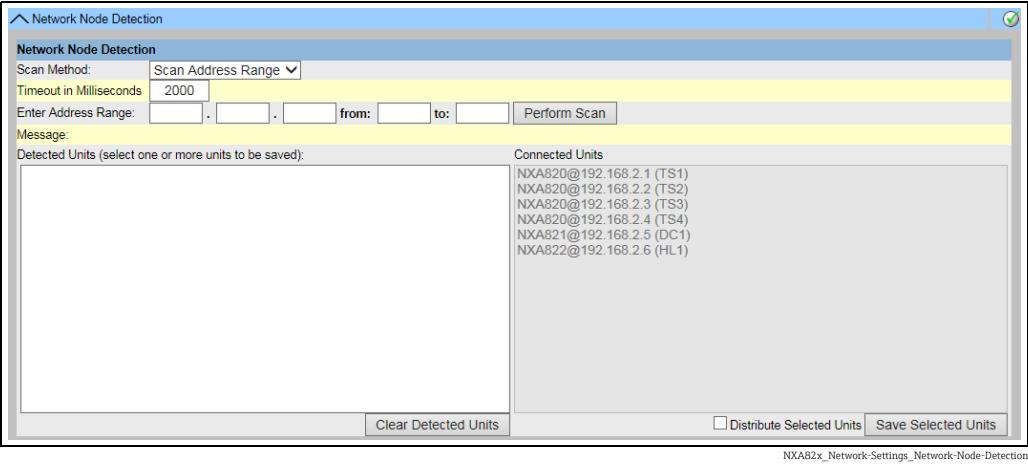 Network Node Detection
Network Node Detection
Scan Method: Scan Address Range
Timeout in Milliseconds 2000
Enter Address Range: . . from: to: Perform Scan
Message:
Detected Units (select one or more units to be saved): Connected Units
NXA820@192.168.2.1 (TS1)
NXA820@192.168.2.2 (TS2)
NXA820@192.168.2.3 (TS3)
NXA820@192.168.2.4 (TS4)
NXA821@192.168.2.5 (DC1)
NXA822@192.168.2.6 (HL1)
Clear Detected Units Distribute Selected Units Save Selected Units
NXA82x_Network-Settings_Network-Node-Detection